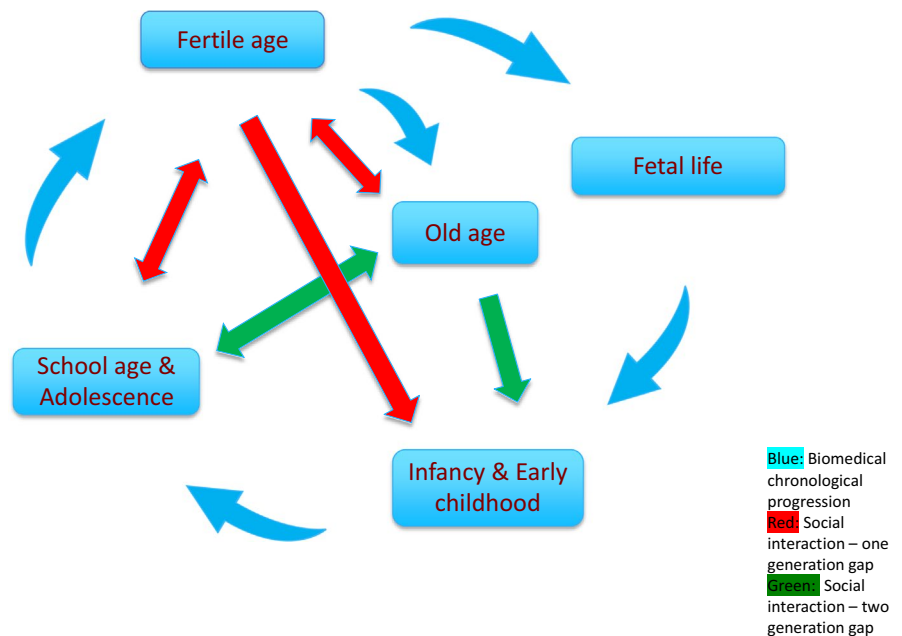 Fertile age
Fetal life
Old age
School age &
Adolescence
Infancy & Early
childhood
Blue: Biomedical
chronological
progression
Red: Social
interaction – one
generation gap
Green: Social
interaction – two
generation gap